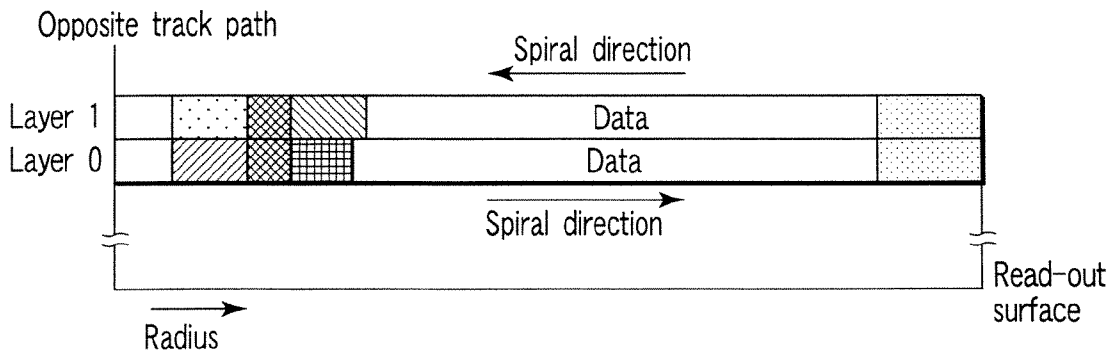 Opposite track path
Spiral direction
Layer 1
Data
Layer 0
Data
Spiral direction
Read-out
surface
Radius